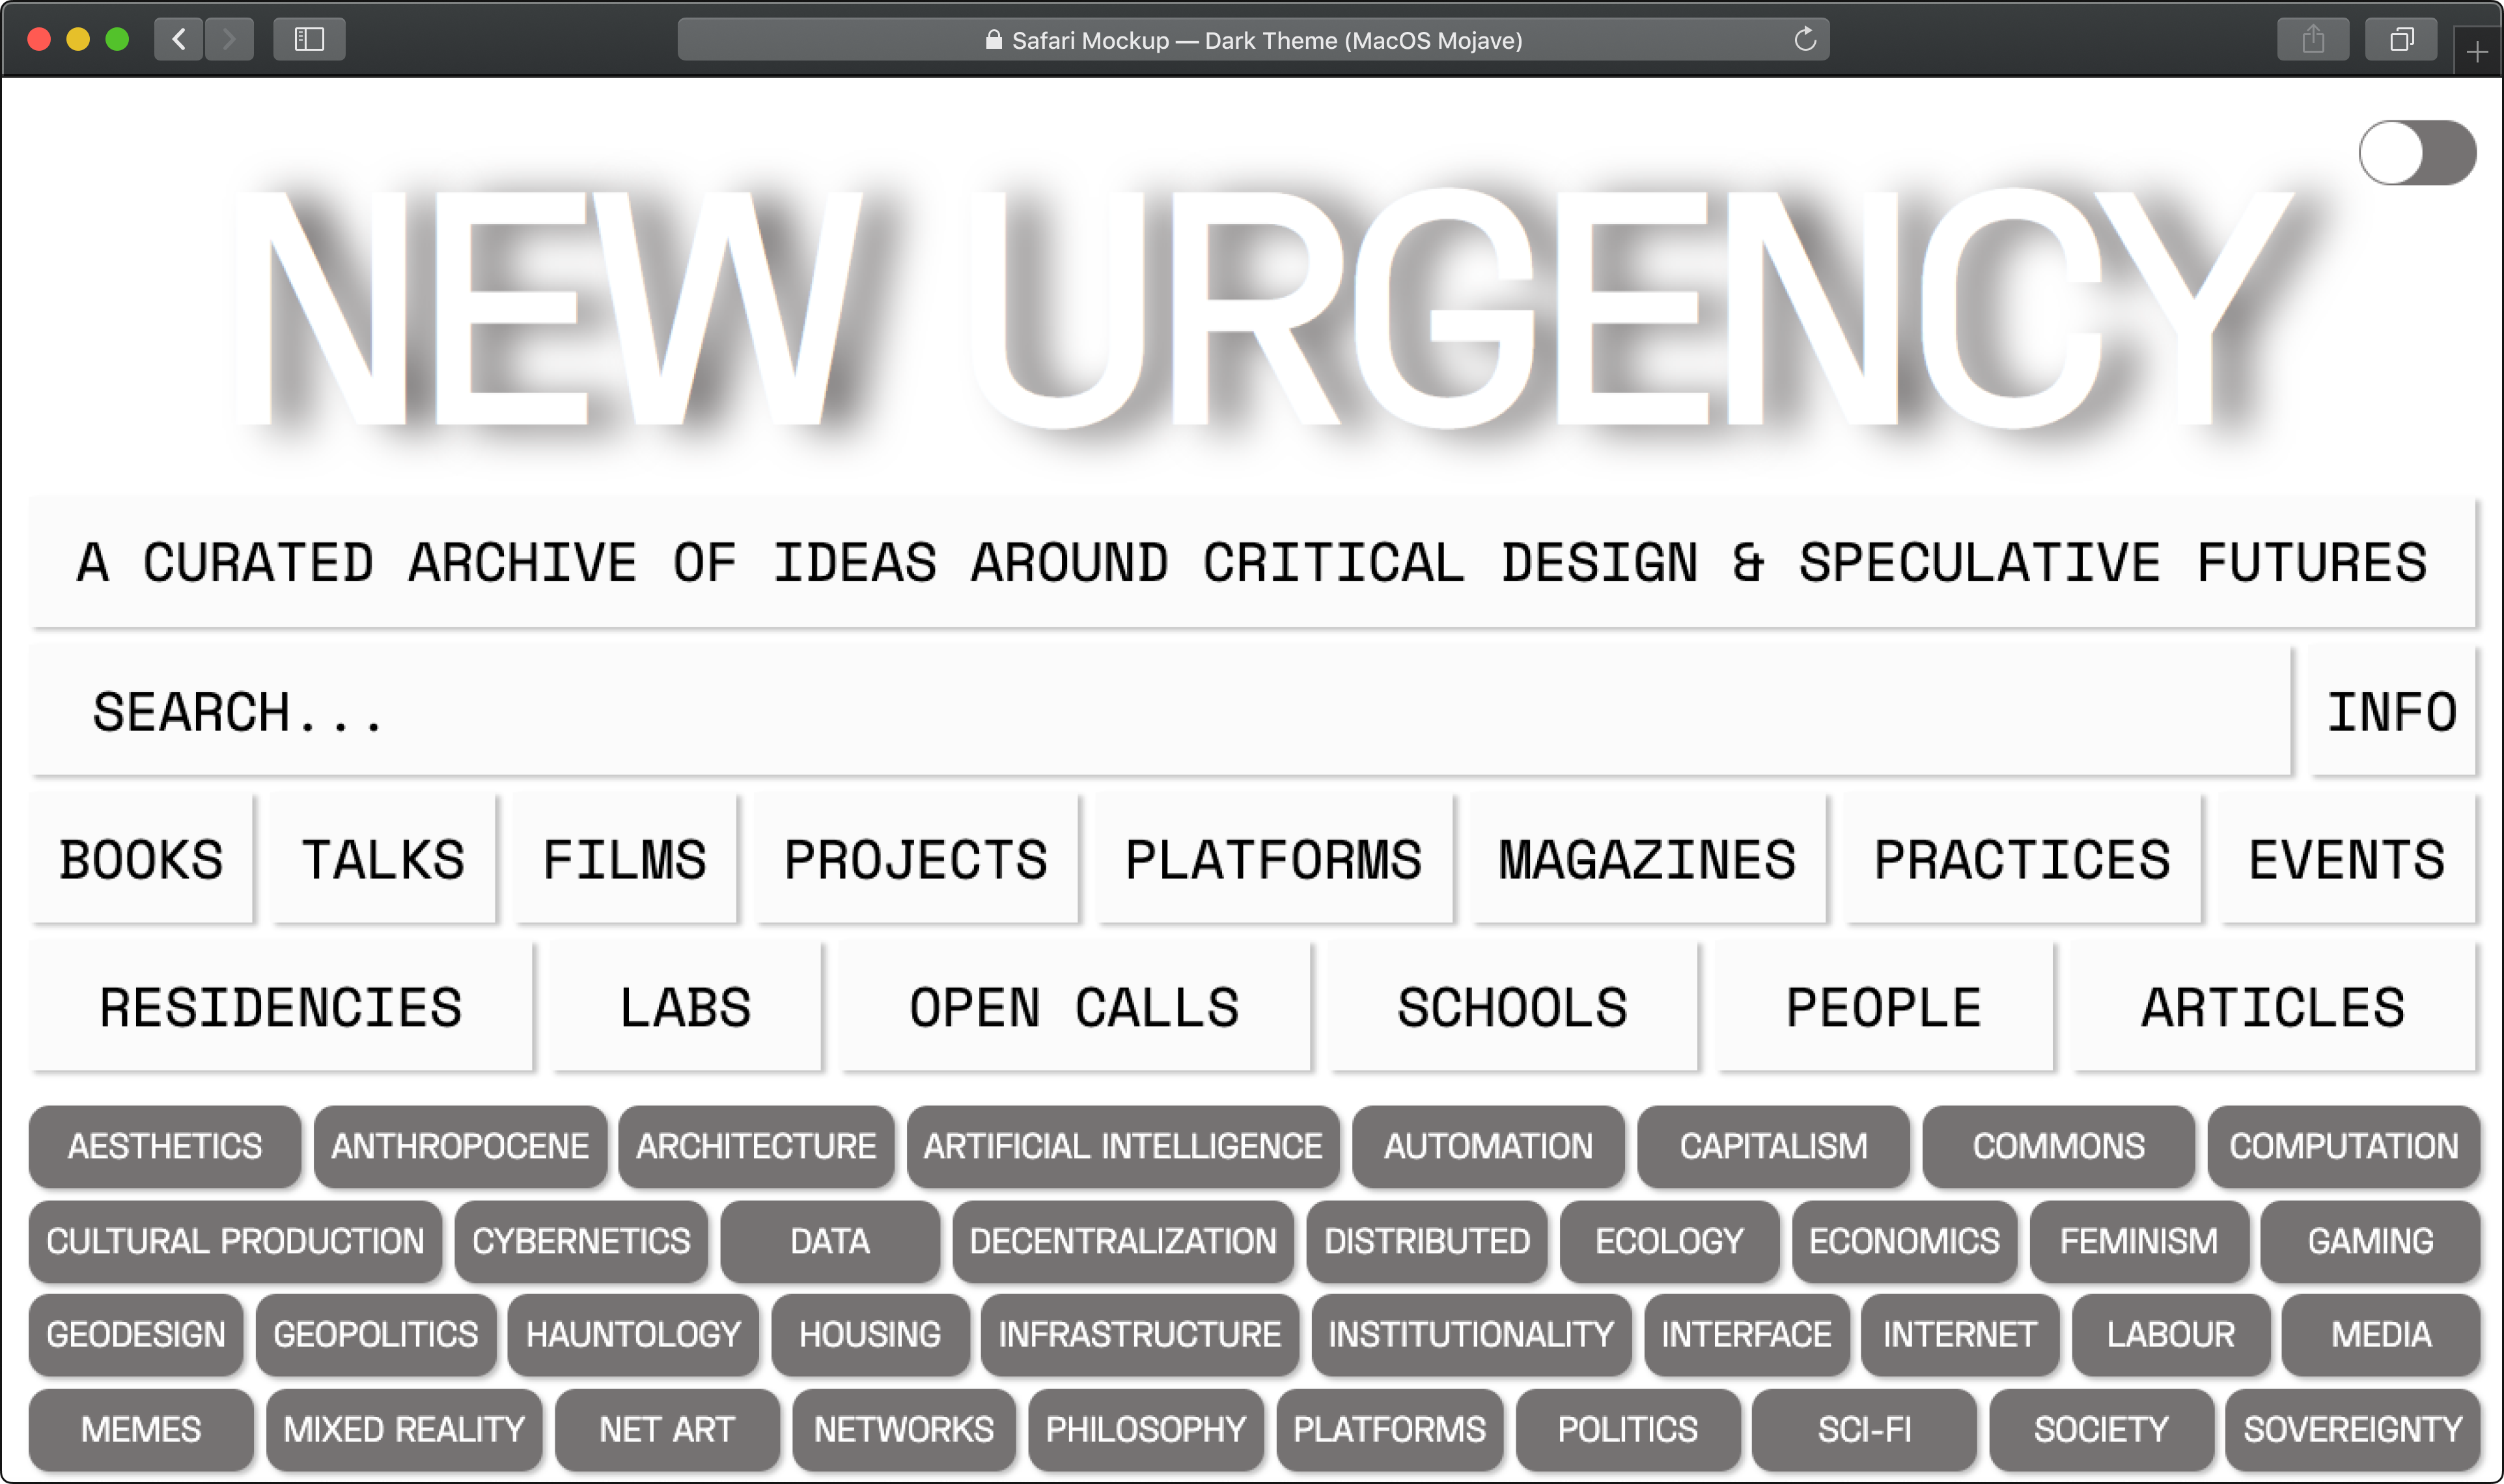 Safari Mockup — Dark Theme (MacOS Mojave)
NEW URGENCY
A CURATED ARCHIVE OF IDEAS AROUND CRITICAL DESIGN & SPECULATIVE FUTURES
SEARCH... INFO
BOOKS TALKS FILMS PROJECTS PLATFORMS MAGAZINES PRACTICES EVENTS
RESIDENCIES LABS OPEN CALLS SCHOOLS PEOPLE ARTICLES
AESTHETICS ANTHROPOCENE ARCHITECTURE ARTIFICIAL INTELLIGENCE AUTOMATION CAPITALISM COMMONS COMPUTATION
CULTURAL PRODUCTION CYBERNETICS DATA DECENTRALIZATION DISTRIBUTED ECOLOGY ECONOMICS FEMINISM GAMING
GEODESIGN GEOPOLITICS HAUNTOLOGY HOUSING INFRASTRUCTURE INSTITUTIONALITY INTERFACE INTERNET LABOUR MEDIA
MEMES MIXED REALITY NET ART NETWORKS PHILOSOPHY PLATFORMS POLITICS SCI-FI SOCIETY SOVEREIGNTY